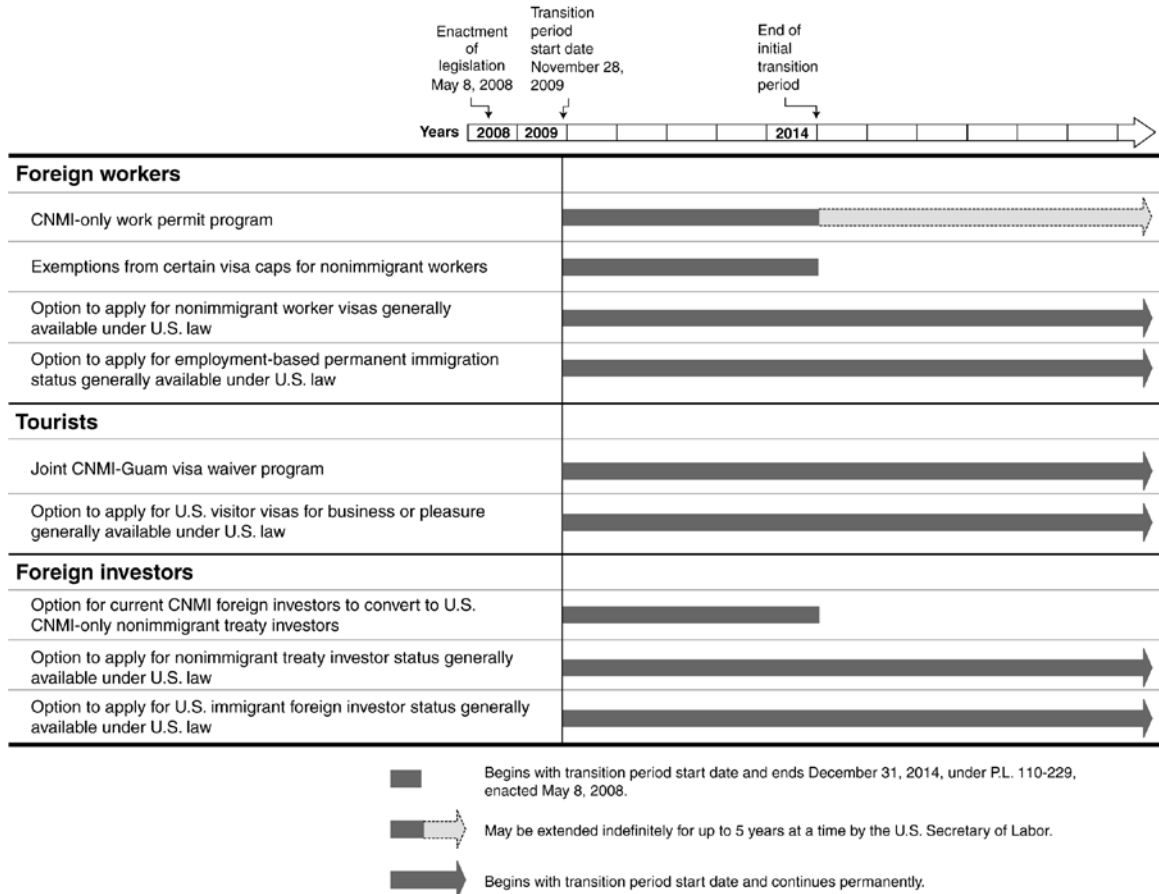 Enactment
of
legislation
May 8, 2008
Transition
period
start date
November 28,
2009
End of
initial
transition
period
Years 2008 2009 2014
Foreign workers
CNMI-only work permit program
Exemptions from certain visa caps for nonimmigrant workers
Option to apply for nonimmigrant worker visas generally
available under U.S. law
Option to apply for employment-based permanent immigration
status generally available under U.S. law
Tourists
Joint CNMI-Guam visa waiver program
Option to apply for U.S. visitor visas for business or pleasure
generally available under U.S. law
Foreign investors
Option for current CNMI foreign investors to convert to U.S.
CNMI-only nonimmigrant treaty investors
Option to apply for nonimmigrant treaty investor status generally
available under U.S. law
Option to apply for U.S. immigrant foreign investor status generally
available under U.S. law
Begins with transition period start date and ends December 31, 2014, under P.L. 110-229,
enacted May 8, 2008.
May be extended indefinitely for up to 5 years at a time by the U.S. Secretary of Labor.
Begins with transition period start date and continues permanently.